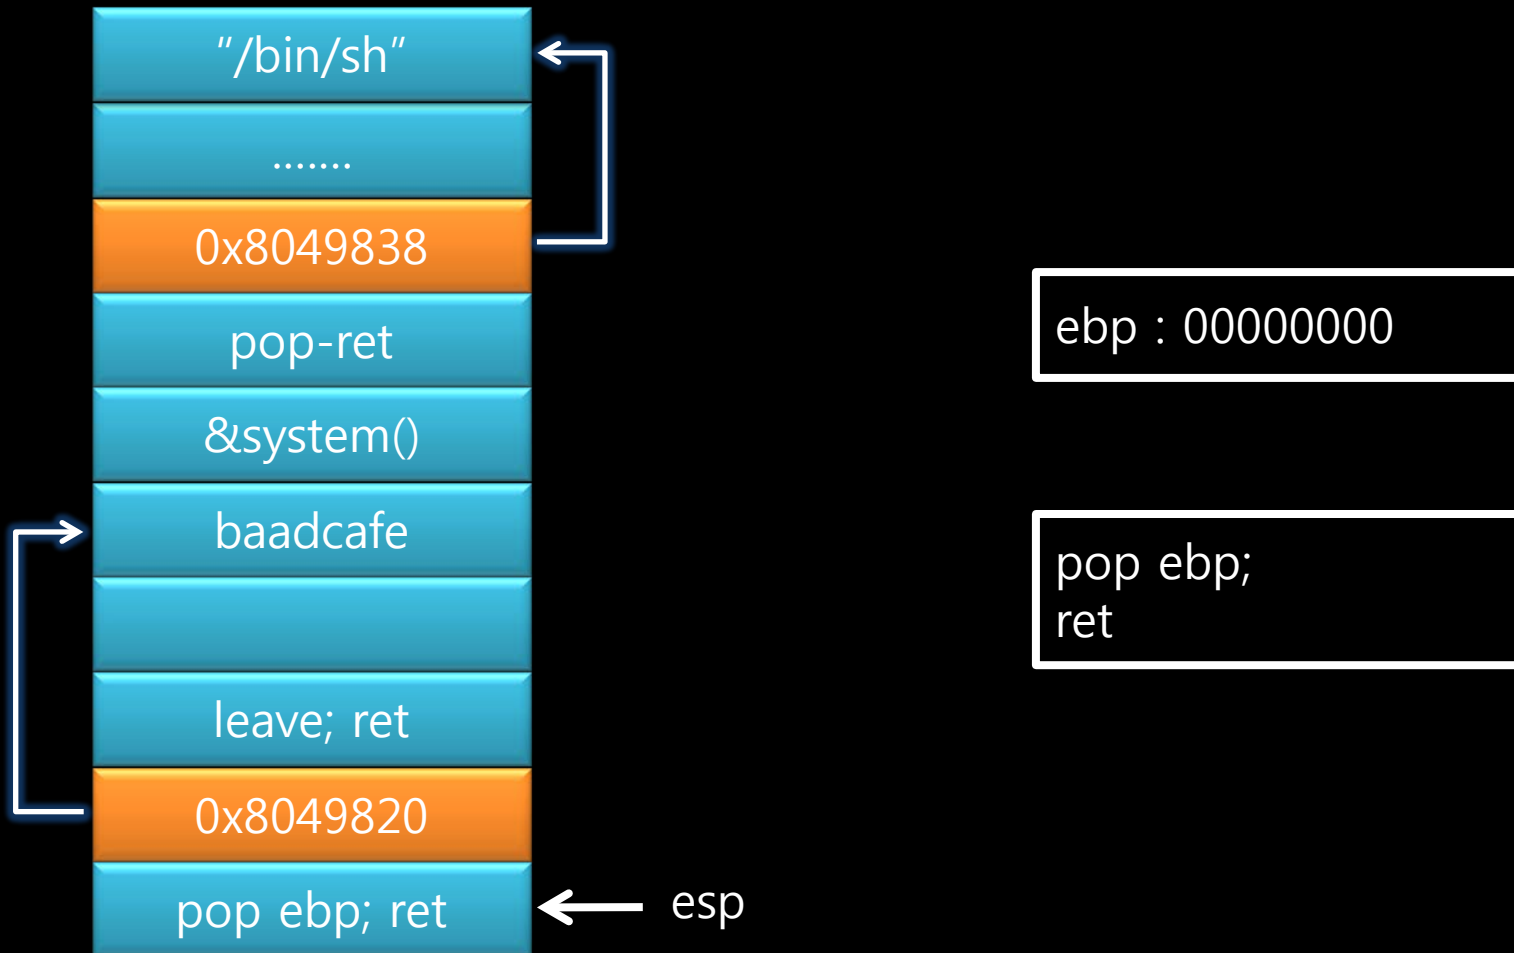 "/bin/sh"
.......
0x8049838
pop-ret
&system()
baadcafe
leave; ret
0x8049820
pop ebp; ret
esp
ebp : 00000000
pop ebp;
ret